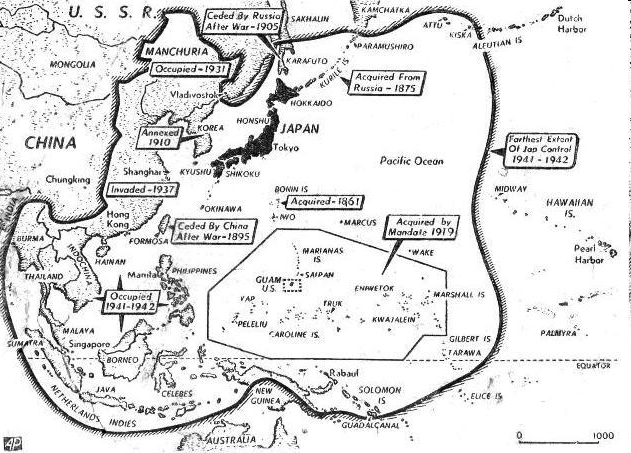 U. S. S. R.
Ceded By Russia
After War-1905
SAKHALIN
KAMCHATKA
ATTU
KISKA
ALEUTIAN IS
Dutch
Harbor
PARAMUSHIRO
MANCHURIA
Occupied-1931
KARAFUTO
MONGOLIA
KURILE IS
Acquired From
Russia - 1875
Vladivostok
HOKKAIDO
HONSHU
Annexed
1910
KOREA
JAPAN
Tokyo
Farthest Extent
Of Jap Control
1941 - 1942
CHINA
Pacific Ocean
KYUSHU
SHIKOKU
Shanghai
Chungking
Invaded-1937
MIDWAY
BONIN IS
Acquired-1861
HAWAIIAN
IS.
OKINAWA
IWO
MARCUS
Acquired by
Mandate 1919
Hong
Kong
Ceded By China
After War-1895
FORMOSA
BURMA
HAINAN
INDOCHINA
MARIANAS
IS
WAKE
Pearl
Harbor
THAILAND
Manila
PHILIPPINES
SAIPAN
GUAM
U.S.
ENIWETOK
MARSHALL IS
Occupied
1941-1942
YAP
TRUK
KWAJALEIN
PELELIU
CAROLINE IS.
MALAYA
Singapore
SUMATRA
BORNEO
GILBERT IS
TARAWA
PALMYRA
EQUATOR
Rabaul
JAVA
CELEBES
NEW
GUINEA
SOLOMON
IS
ELICE IS
NETHERLANDS
INDIES
GUADALCANAL
AUSTRALIA
AP
0 1000